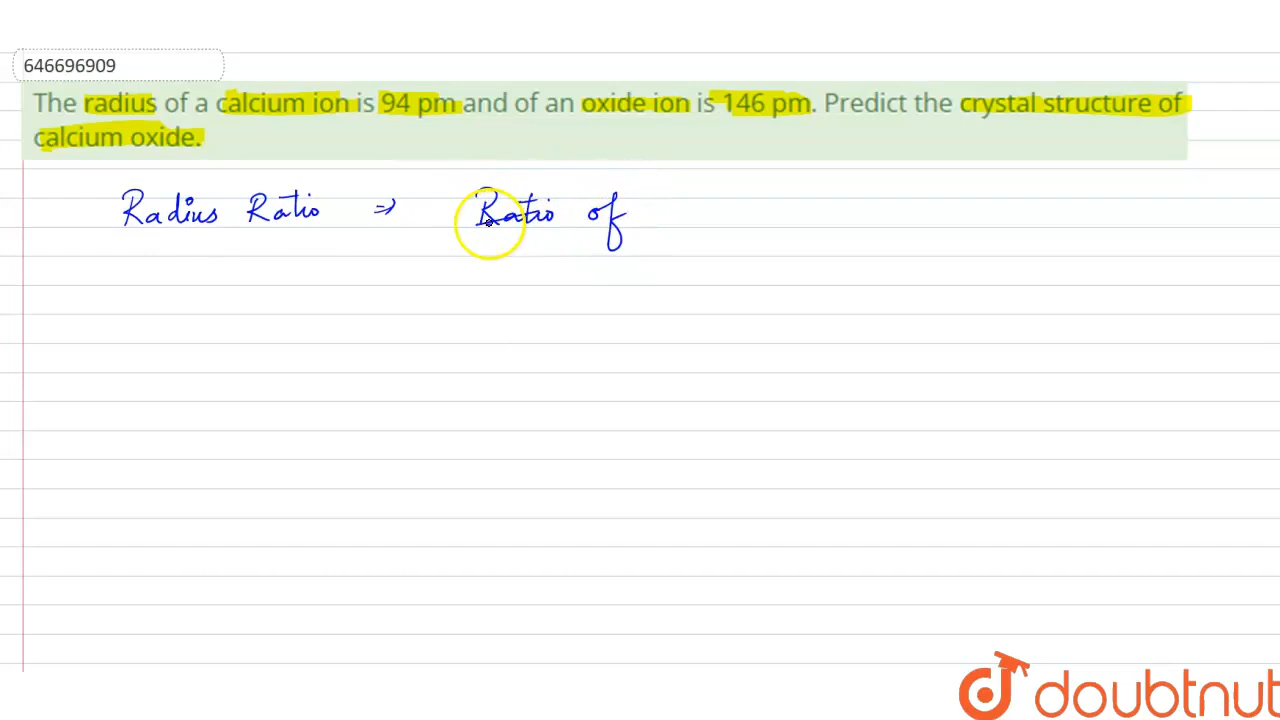 646696909
The radius of a calcium ion is 94 pm and of an oxide ion is 146 pm. Predict the crystal structure of
calcium oxide.
Radius Ratio ⇒ Ratio of
doubtnut